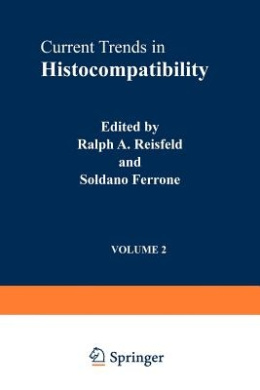 Current Trends in
Histocompatibility
Edited by
Ralph A. Reisfeld
and
Soldano Ferrone
VOLUME 2
Springer